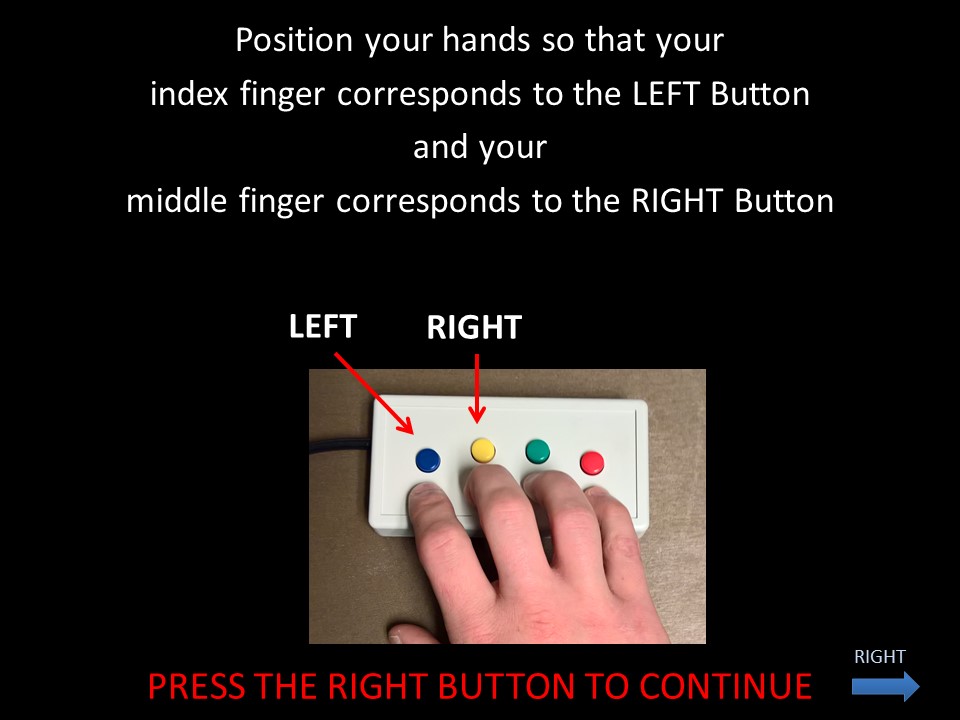 Position your hands so that your
index finger corresponds to the LEFT Button
and your
middle finger corresponds to the RIGHT Button
LEFT
RIGHT
RIGHT
PRESS THE RIGHT BUTTON TO CONTINUE